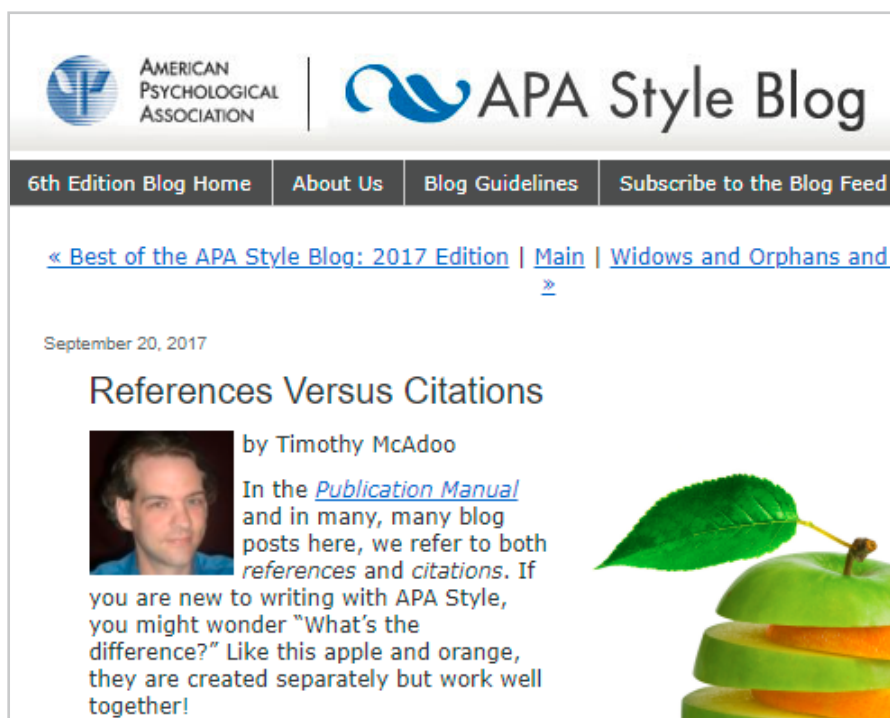 AMERICAN
PSYCHOLOGICAL
ASSOCIATION
APA Style Blog
6th Edition Blog Home About Us Blog Guidelines Subscribe to the Blog Feed
« Best of the APA Style Blog: 2017 Edition | Main | Widows and Orphans and
»
September 20, 2017
References Versus Citations
by Timothy McAdoo
In the Publication Manual
and in many, many blog
posts here, we refer to both
references and citations. If
you are new to writing with APA Style,
you might wonder “What’s the
difference?” Like this apple and orange,
they are created separately but work well
together!